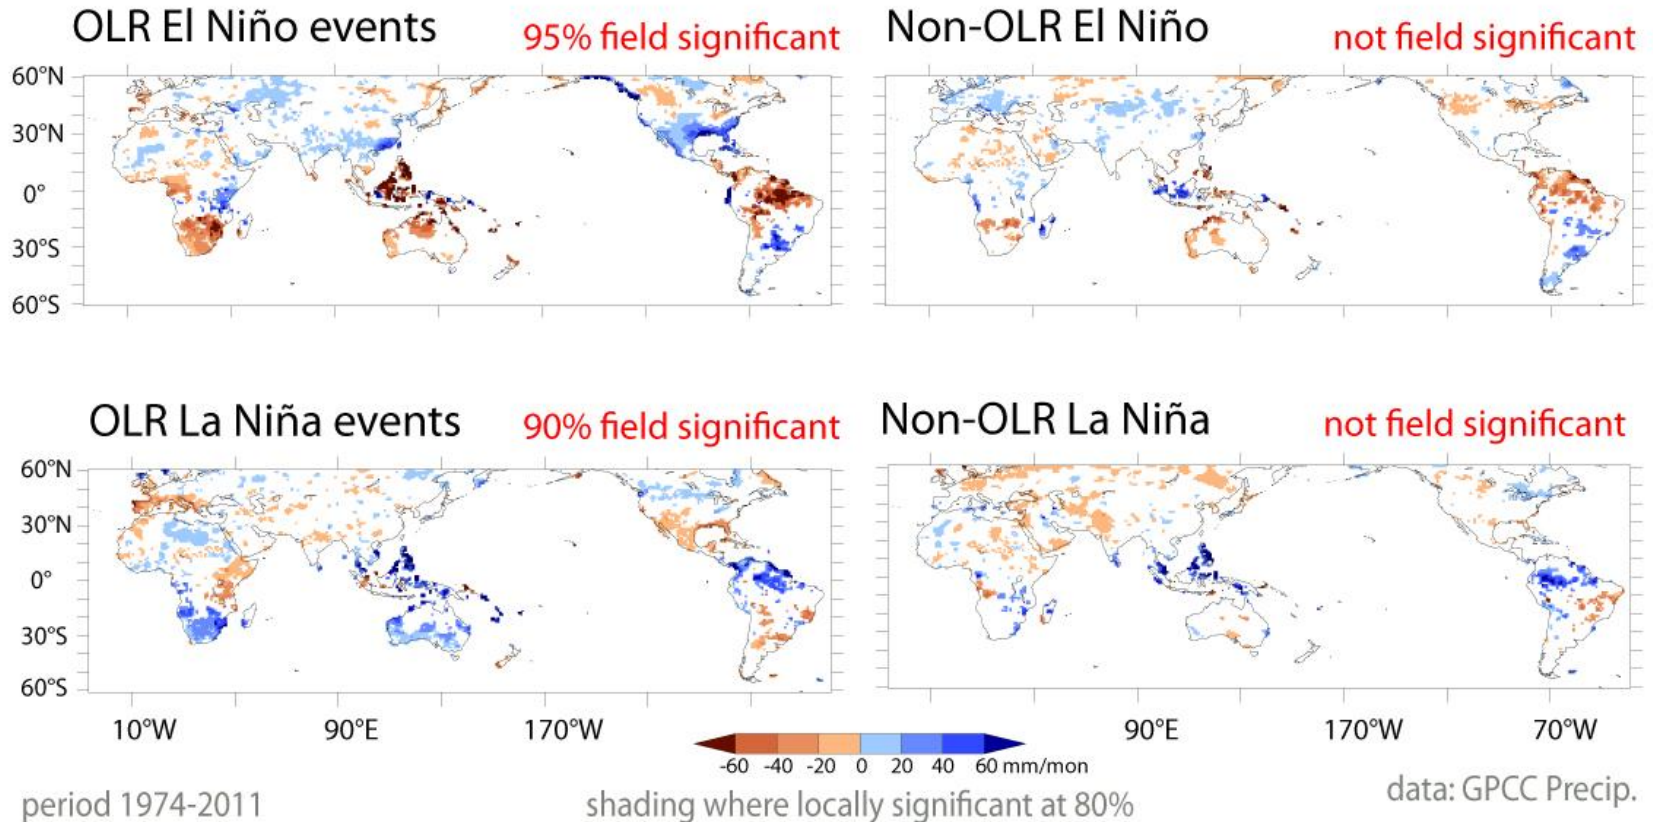 OLR El Niño events
95% field significant
Non-OLR El Niño
not field significant
60°N
30°N
0°
30°S
60°S
OLR La Niña events
90% field significant
Non-OLR La Niña
not field significant
60°N
30°N
0°
30°S
60°S
10°W
90°E
170°W
90°E
170°W
70°W
-60 -40 -20 0 20 40 60 mm/mon
period 1974-2011
shading where locally significant at 80%
data: GPCC Precip.